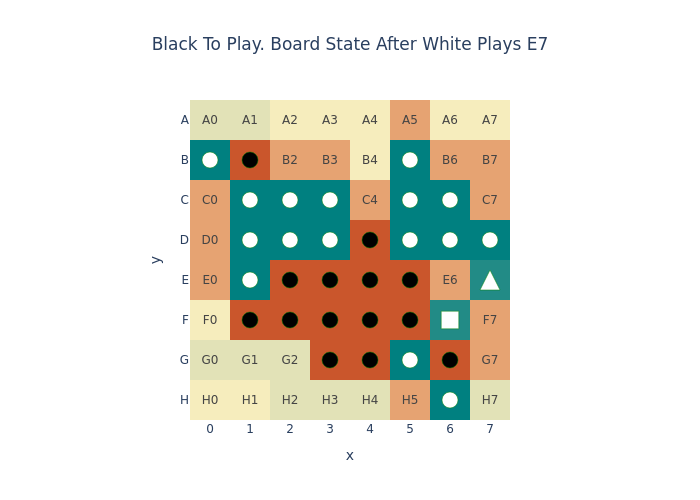 Black To Play. Board State After White Plays E7
A A0 A1 A2 A3 A4 A5 A6 A7
B B2 B3 B4 B6 B7
C C0 C4 C7
D D0
y
E E0 E6
F F0 F7
G G0 G1 G2 G7
H H0 H1 H2 H3 H4 H5 H7
0 1 2 3 4 5 6 7
x